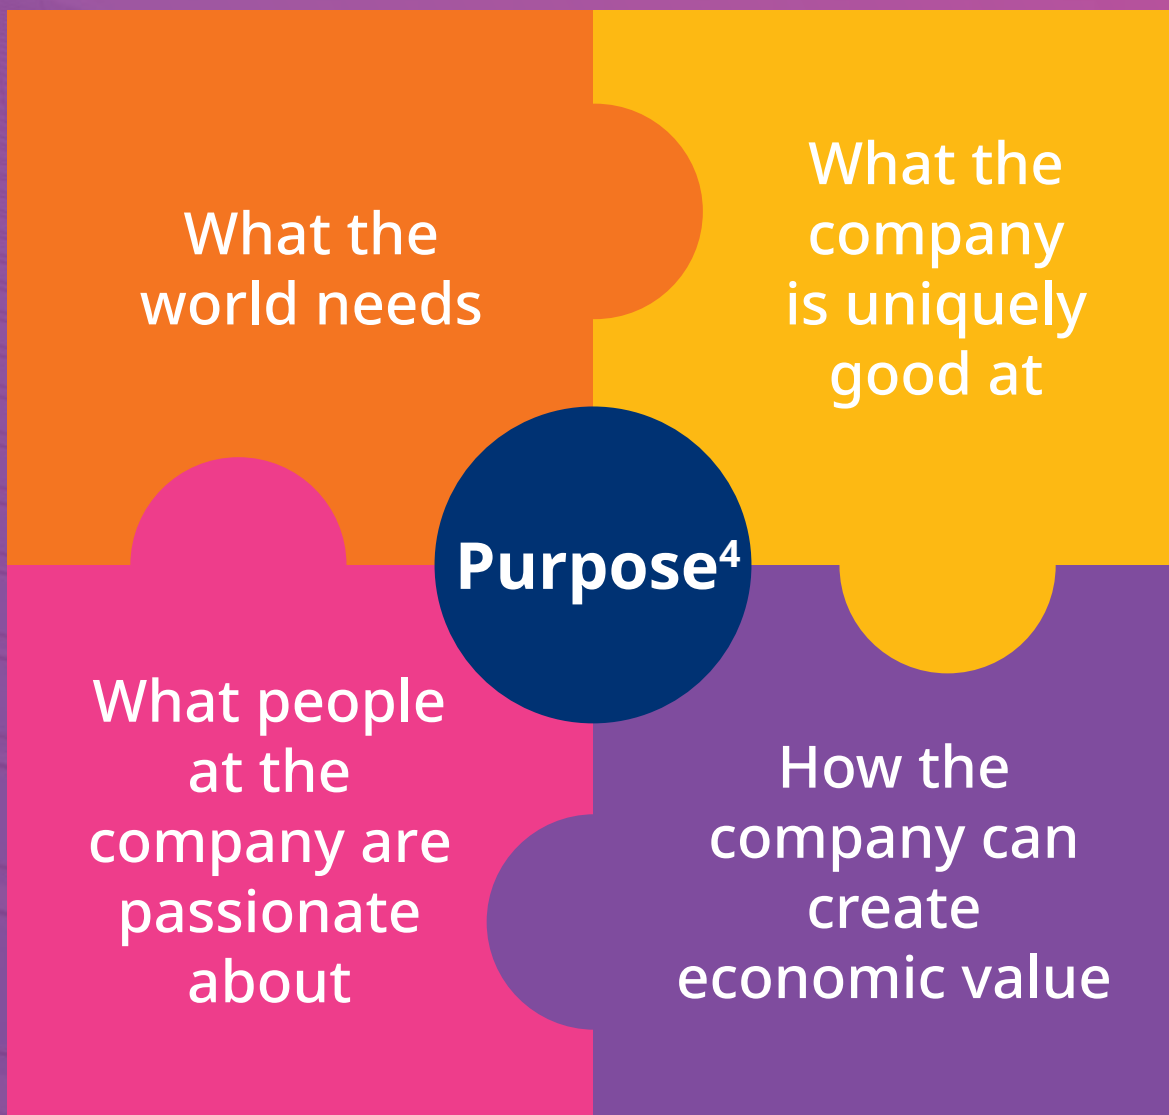 What the
world needs
What the
company
is uniquely
good at
Purpose⁴
What people
at the
company are
passionate
about
How the
company can
create
economic value